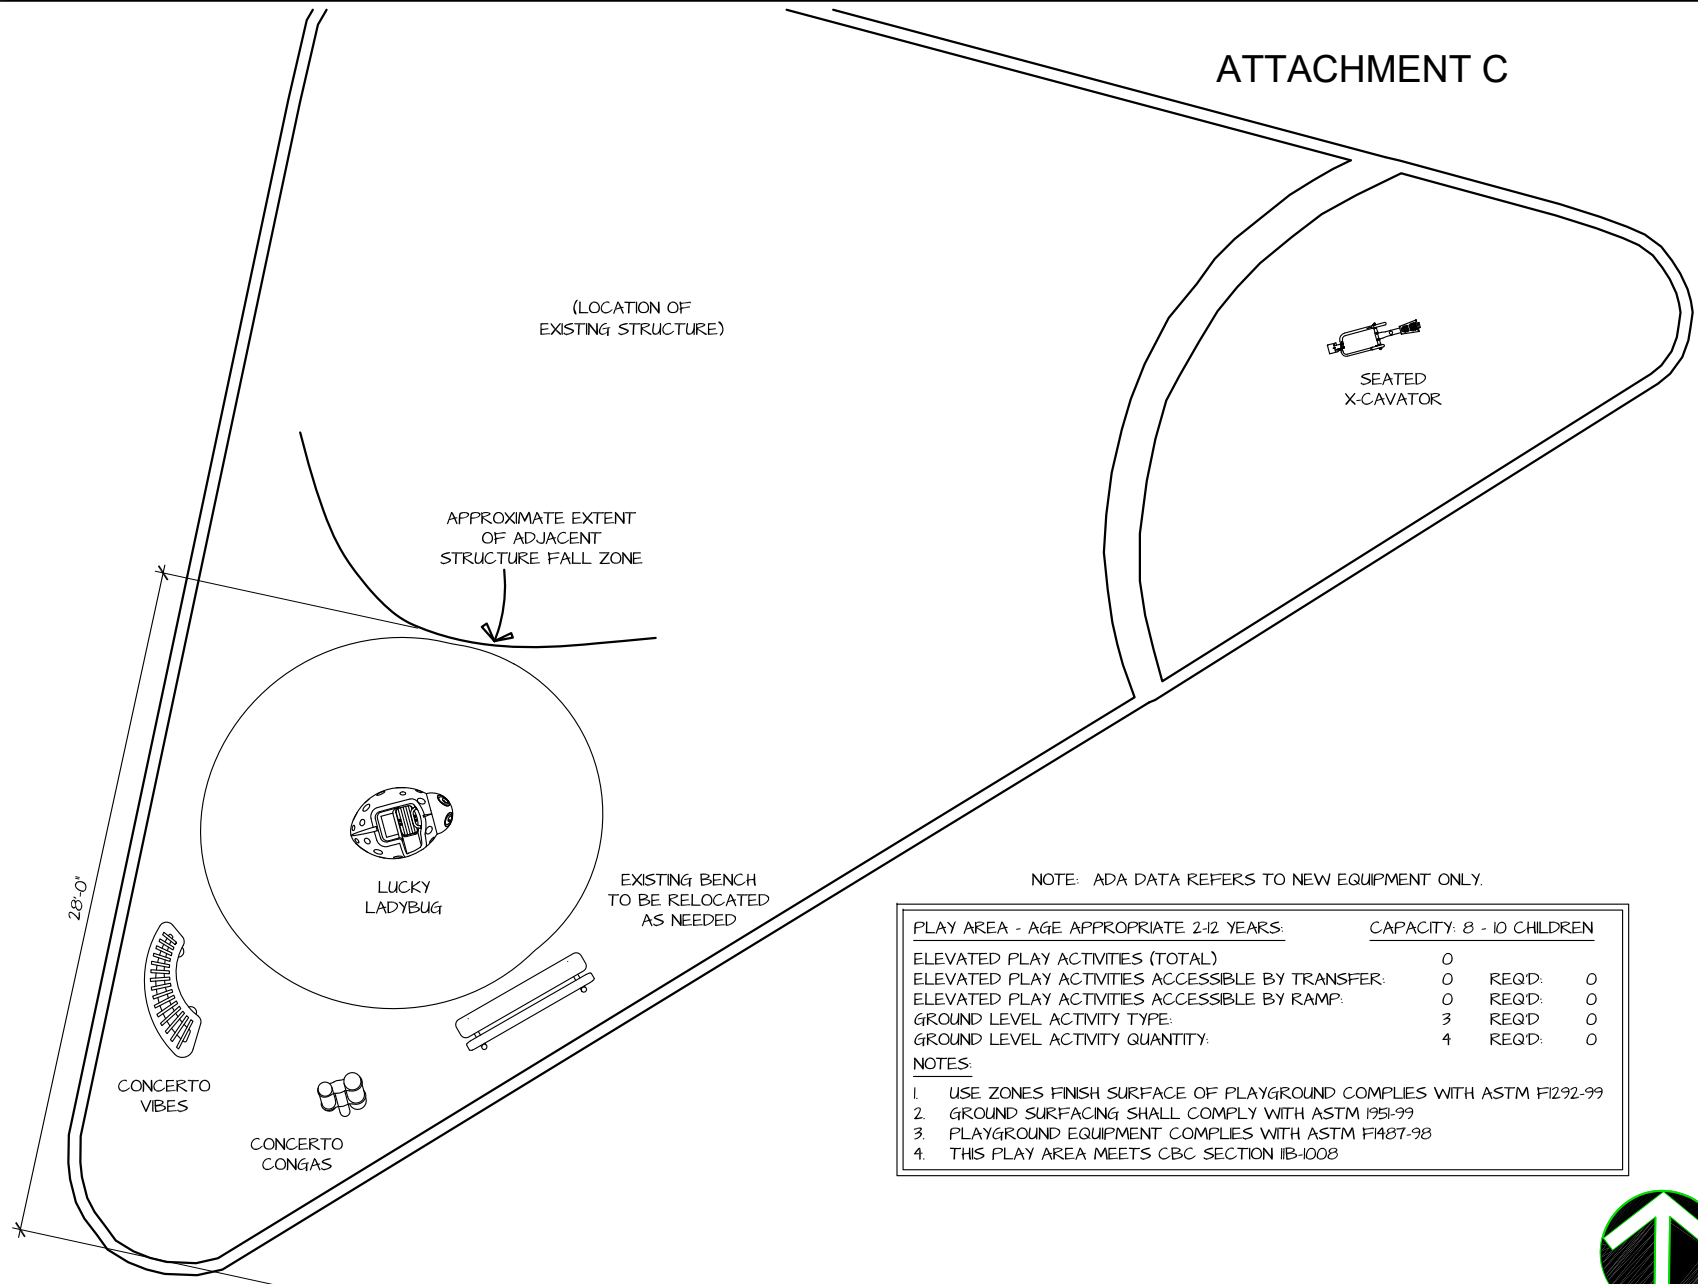 ATTACHMENT C
(LOCATION OF
EXISTING STRUCTURE)
SEATED
X-CAVATOR
APPROXIMATE EXTENT
OF ADJACENT
STRUCTURE FALL ZONE
28'-0"
LUCKY
LADYBUG
EXISTING BENCH
TO BE RELOCATED
AS NEEDED
CONCERTO
VIBES
CONCERTO
CONGAS
NOTE: ADA DATA REFERS TO NEW EQUIPMENT ONLY.
PLAY AREA - AGE APPROPRIATE 2-12 YEARS: CAPACITY: 8 - 10 CHILDREN
ELEVATED PLAY ACTIVITIES (TOTAL) 0
ELEVATED PLAY ACTIVITIES ACCESSIBLE BY TRANSFER: 0 REQ'D: 0
ELEVATED PLAY ACTIVITIES ACCESSIBLE BY RAMP: 0 REQ'D: 0
GROUND LEVEL ACTIVITY TYPE: 3 REQ'D 0
GROUND LEVEL ACTIVITY QUANTITY: 4 REQ'D: 0
NOTES:
1. USE ZONES FINISH SURFACE OF PLAYGROUND COMPLIES WITH ASTM F1292-99
2. GROUND SURFACING SHALL COMPLY WITH ASTM 1951-99
3. PLAYGROUND EQUIPMENT COMPLIES WITH ASTM F1487-98
4. THIS PLAY AREA MEETS CBC SECTION 11B-1008